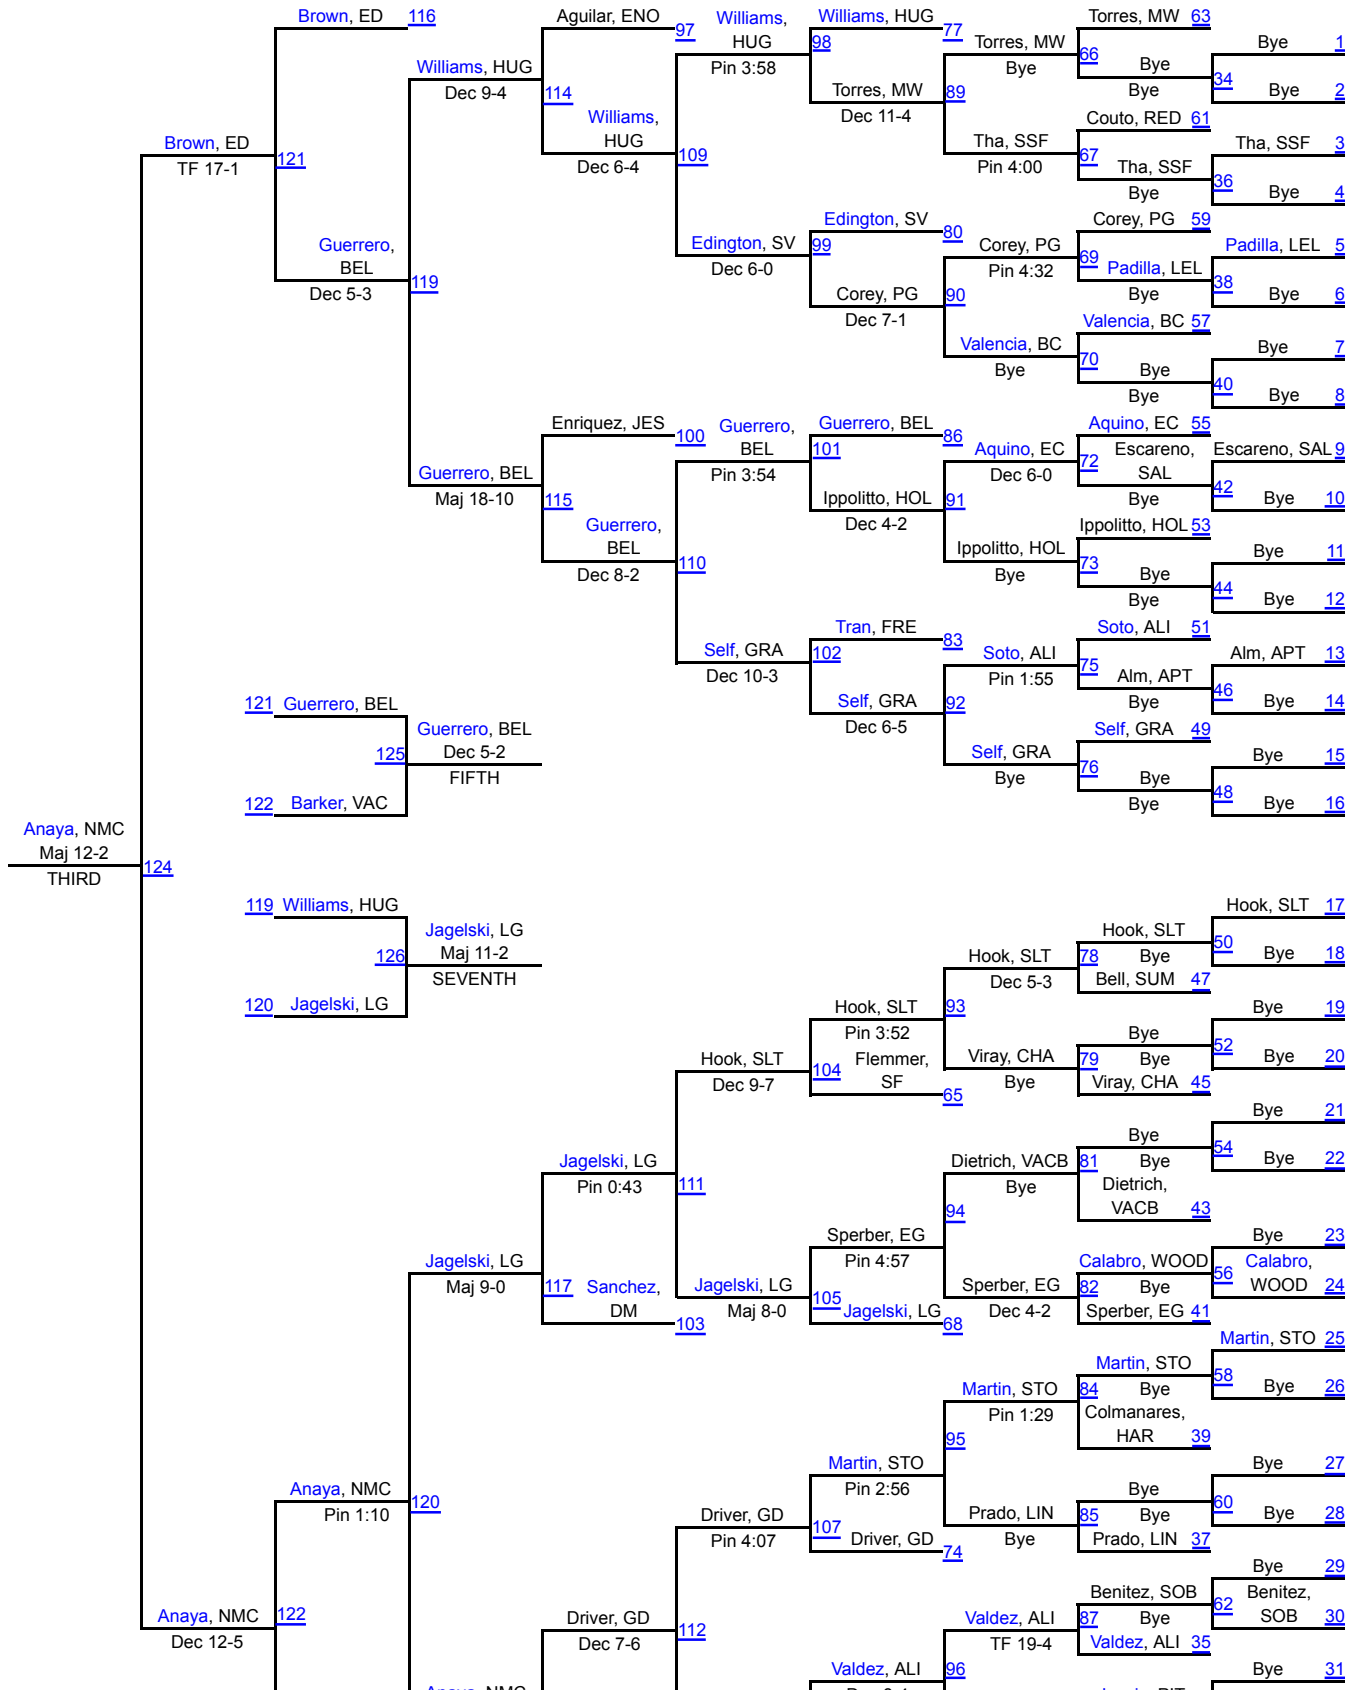 Brown, ED 116
Aguilar, ENO
97
Williams,
HUG
Pin 3:58
Williams, HUG
77
98
Torres, MW 63
Torres, MW
Bye
66
Bye
Bye
Bye 1
34
Bye 2
Williams, HUG
Dec 9-4
114
Williams,
HUG
Dec 6-4
109
Torres, MW
Dec 11-4
89
Couto, RED 61
Tha, SSF
Pin 4:00
67
Tha, SSF
Bye
Tha, SSF 3
36
Bye 4
Brown, ED
TF 17-1
121
Guerrero,
BEL
Dec 5-3
119
Edington, SV
Dec 6-0
Edington, SV
80
99
Corey, PG 59
Corey, PG
Pin 4:32
69
Padilla, LEL
Bye
Padilla, LEL 5
38
Bye 6
Corey, PG
Dec 7-1
90
Valencia, BC 57
Valencia, BC
Bye
70
Bye
Bye
Bye 7
40
Bye 8
Enriquez, JES
100
Guerrero,
BEL
Pin 3:54
Guerrero, BEL
86
101
Aquino, EC 55
Aquino, EC
Dec 6-0
72
Escareno,
SAL
Bye
Escareno, SAL 9
42
Bye 10
Guerrero, BEL
Maj 18-10
115
Guerrero,
BEL
Dec 8-2
110
Ippolitto, HOL
Dec 4-2
91
Ippolitto, HOL 53
Ippolitto, HOL
Bye
73
Bye
Bye
Bye 11
44
Bye 12
Self, GRA
Dec 10-3
Tran, FRE
83
102
Soto, ALI 51
Soto, ALI
Pin 1:55
75
Alm, APT
Bye
Alm, APT 13
46
Bye 14
Self, GRA
Dec 6-5
92
Self, GRA 49
Self, GRA
Bye
76
Bye
Bye
Bye 15
48
Bye 16
121 Guerrero, BEL
Guerrero, BEL
125 Dec 5-2
FIFTH
122 Barker, VAC
Anaya, NMC
Maj 12-2
THIRD
124
119 Williams, HUG
Jagelski, LG
126 Maj 11-2
SEVENTH
120 Jagelski, LG
Hook, SLT 17
Hook, SLT
50
Bye 18
Hook, SLT
Dec 5-3
78 Bye
Bell, SUM 47
Hook, SLT
Pin 3:52
93
Bye 19
Bye
52
Bye 20
Hook, SLT
Dec 9-7
104
Flemmer,
SF
65
Viray, CHA
Bye
79 Bye
Viray, CHA 45
Bye 21
Bye
54
Bye 22
Jagelski, LG
Pin 0:43
111
Dietrich, VACB
Bye
81 Bye
Dietrich,
VACB 43
94
Sperber, EG
Pin 4:57
Bye 23
Calabro, WOOD
56
Calabro,
WOOD 24
Jagelski, LG
Maj 9-0
117
Sanchez,
DM
103
Jagelski, LG
Maj 8-0
105
Jagelski, LG
68
Sperber, EG
Dec 4-2
82 Bye
Sperber, EG 41
Martin, STO 25
Martin, STO
58
Bye 26
Martin, STO
Pin 1:29
84 Bye
Colmanares,
HAR 39
95
Martin, STO
Pin 2:56
Bye 27
Bye
60
Bye 28
Anaya, NMC
Pin 1:10
120
Driver, GD
Pin 4:07
107
Driver, GD
74
Prado, LIN
Bye
85 Bye
Prado, LIN 37
Bye 29
Benitez, SOB
62
Benitez,
SOB 30
Anaya, NMC
Dec 12-5
122
Driver, GD
Dec 7-6
112
Valdez, ALI
TF 19-4
87 Bye
Valdez, ALI 35
Valdez, ALI
96
Bye 31